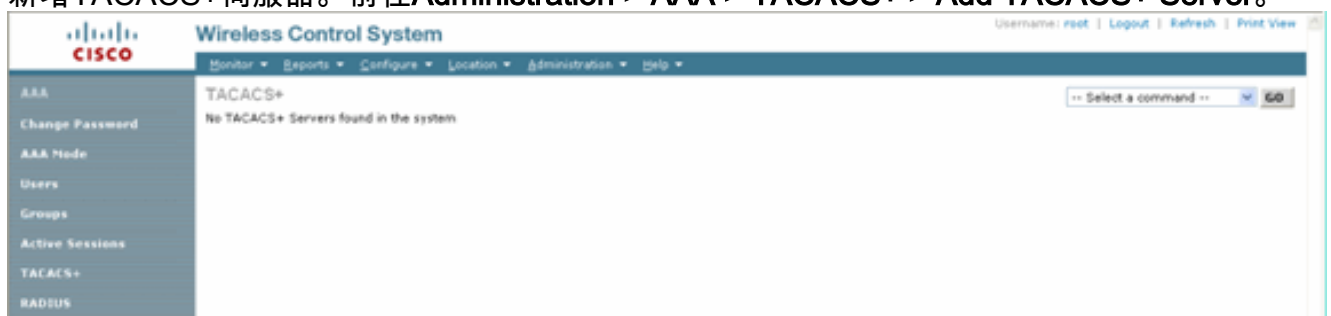 新增TACACS+伺服器。前往Administration > AAA > TACACS+ > Add TACACS+ Server。
Username: root | Logout | Refresh | Print View
CISCO
Wireless Control System
Monitor Reports Configure Location Administration Help
AAA
Change Password
AAA Mode
Users
Groups
Active Sessions
TACACS+
RADIUS
TACACS+
-- Select a command -- GO
No TACACS+ Servers found in the system